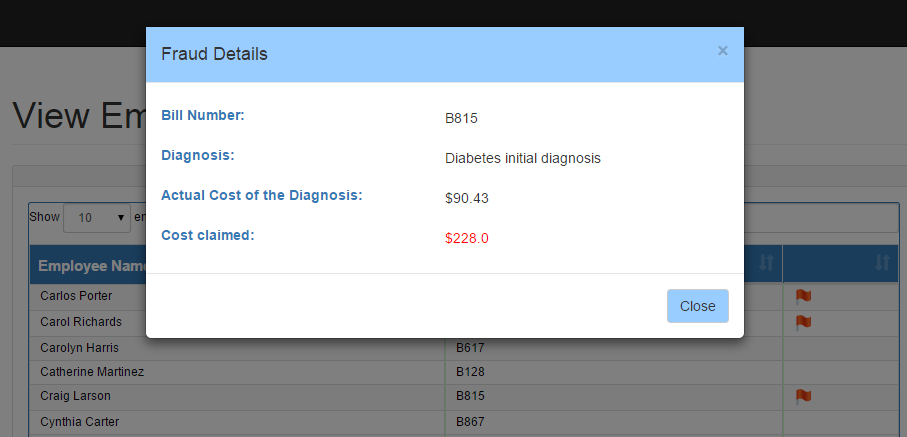 Fraud Details ×
View Em
Bill Number: B815
Diagnosis: Diabetes initial diagnosis
Actual Cost of the Diagnosis: $90.43
Cost claimed: $228.0
Show 10 en
Close
Employee Name
Carlos Porter
Carol Richards
Carolyn Harris B617
Catherine Martinez B128
Craig Larson B815
Cynthia Carter B867